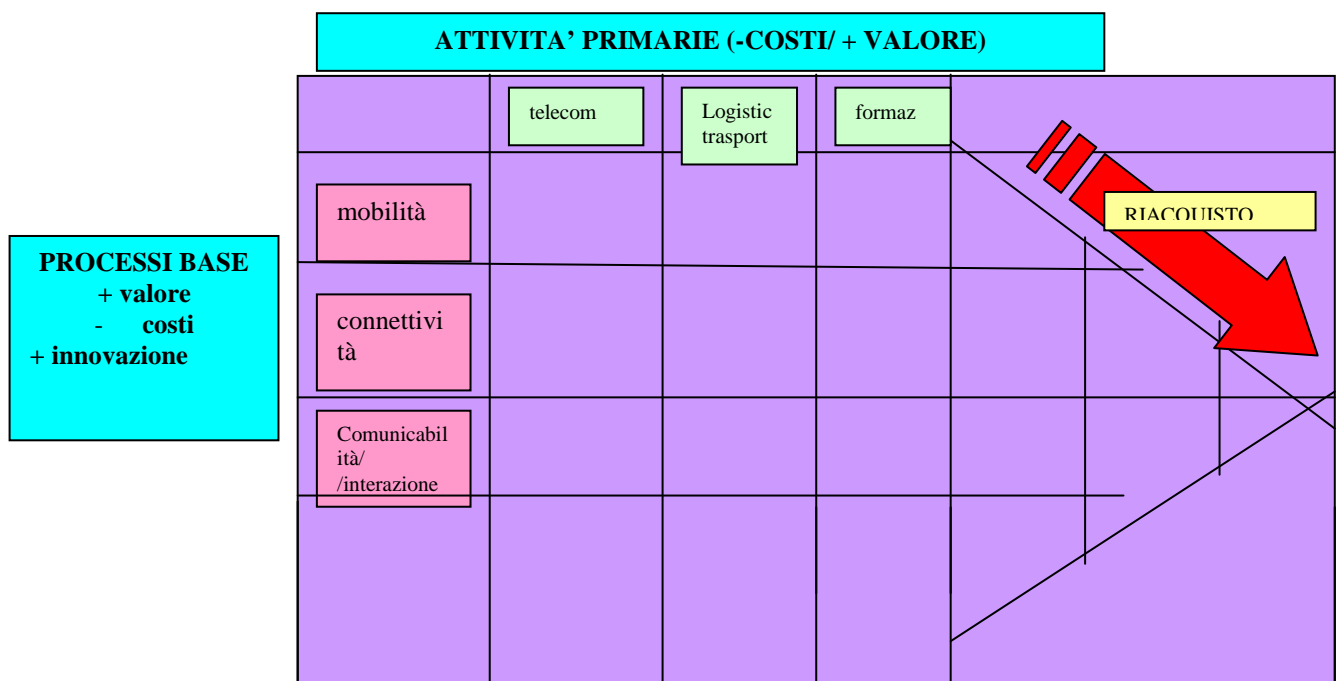 ATTIVITA’ PRIMARIE (-COSTI/ + VALORE)
telecom
Logistic
trasport
formaz
RIACQUISTO
mobilità
PROCESSI BASE
+ valore
- costi
+ innovazione
connettivi
tà
Comunicabil
ità/
/interazione